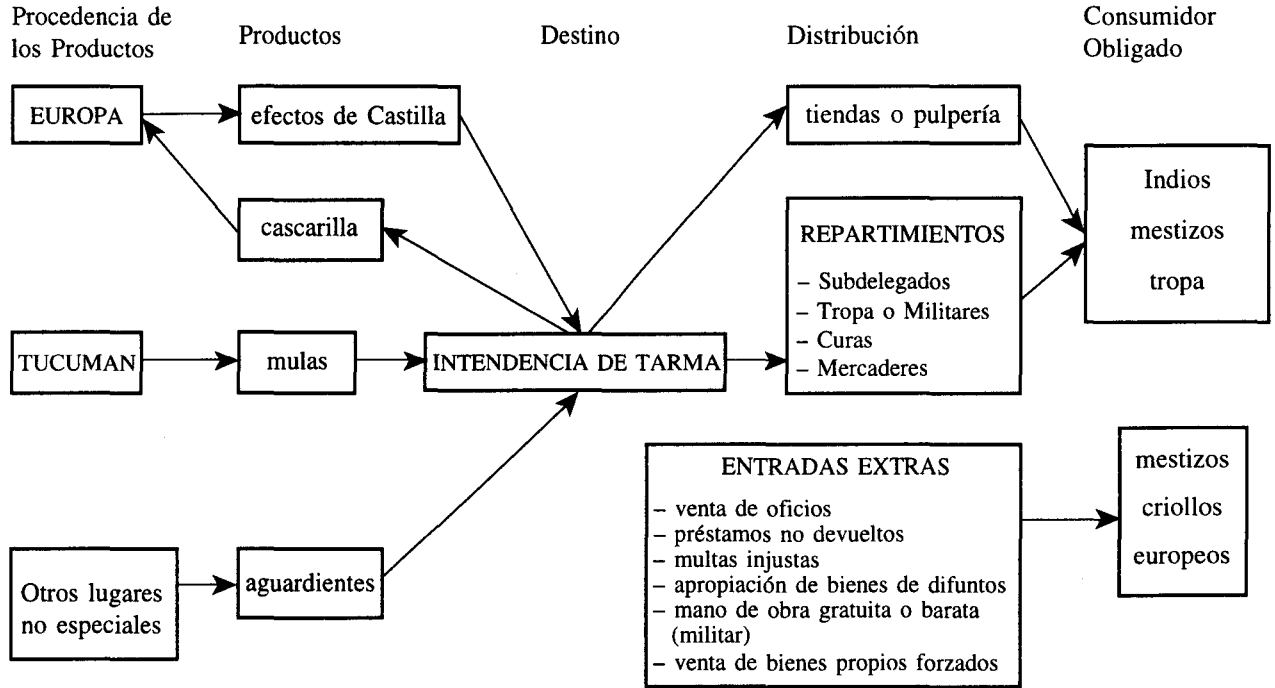 Procedencia de
los Productos
Productos
Destino
Distribución
Consumidor
Obligado
EUROPA
efectos de Castilla
tiendas o pulpería
cascarilla
Indios
mestizos
tropa
REPARTIMIENTOS
– Subdelegados
– Tropa o Militares
– Curas
– Mercaderes
TUCUMAN
mulas
INTENDENCIA DE TARMA
ENTRADAS EXTRAS
– venta de oficios
– préstamos no devueltos
– multas injustas
– apropiación de bienes de difuntos
– mano de obra gratuita o barata
(militar)
– venta de bienes propios forzados
mestizos
criollos
europeos
Otros lugares
no especiales
aguardientes